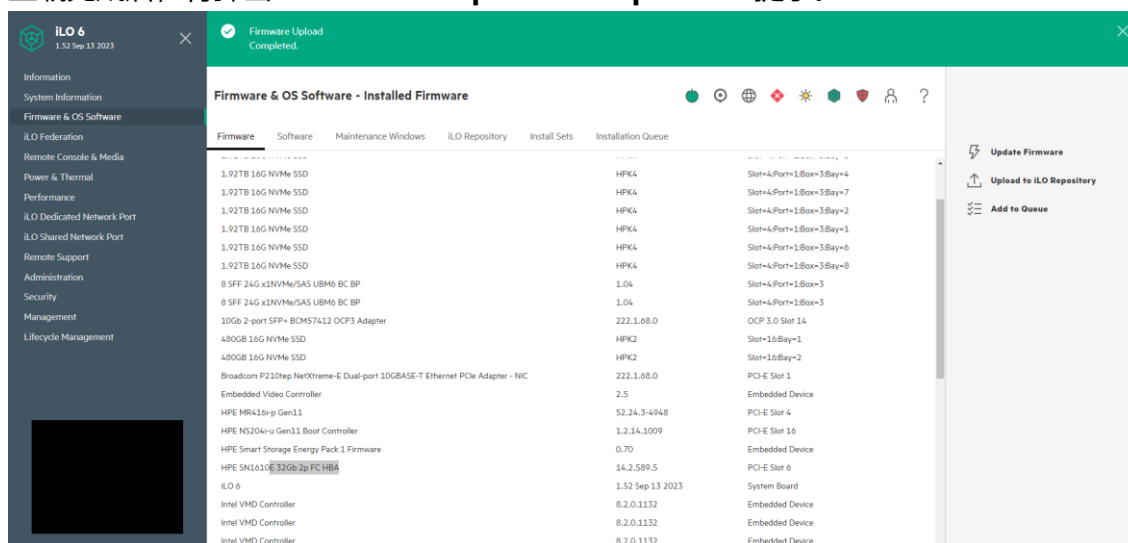 iLO 6
1.52 Sep 13 2023
Firmware Upload
Completed.
Information
System Information
Firmware & OS Software
iLO Federation
Remote Console & Media
Power & Thermal
Performance
iLO Dedicated Network Port
iLO Shared Network Port
Remote Support
Administration
Security
Management
Lifecycle Management
Firmware & OS Software - Installed Firmware
Firmware Software Maintenance Windows iLO Repository Install Sets Installation Queue
1.92TB 16G NVMe SSD HPK4 Slot=4:Port=1:Box=3:Bay=4
1.92TB 16G NVMe SSD HPK4 Slot=4:Port=1:Box=3:Bay=7
1.92TB 16G NVMe SSD HPK4 Slot=4:Port=1:Box=3:Bay=2
1.92TB 16G NVMe SSD HPK4 Slot=4:Port=1:Box=3:Bay=1
1.92TB 16G NVMe SSD HPK4 Slot=4:Port=1:Box=3:Bay=6
1.92TB 16G NVMe SSD HPK4 Slot=4:Port=1:Box=3:Bay=8
8 SFF 24G x1NVMe/SAS UBM6 BC BP 1.04 Slot=4:Port=1:Box=3
8 SFF 24G x1NVMe/SAS UBM6 BC BP 1.04 Slot=4:Port=1:Box=3
10Gb 2-port SFP+ BCM57412 OCP3 Adapter 222.1.68.0 OCP 3.0 Slot 14
480GB 16G NVMe SSD HPK2 Slot=16:Bay=1
480GB 16G NVMe SSD HPK2 Slot=16:Bay=2
Broadcom P210tep NetXtreme-E Dual-port 10GBASE-T Ethernet PCIe Adapter - NIC 222.1.68.0 PCI-E Slot 1
Embedded Video Controller 2.5 Embedded Device
HPE MR416i-p Gen11 52.24.3-4948 PCI-E Slot 4
HPE NS204i-u Gen11 Boot Controller 1.2.14.1009 PCI-E Slot 16
HPE Smart Storage Energy Pack 1 Firmware 0.70 Embedded Device
HPE SN1610E 32Gb 2p FC HBA 14.2.589.5 PCI-E Slot 6
iLO 6 1.52 Sep 13 2023 System Board
Intel VMD Controller 8.2.0.1132 Embedded Device
Intel VMD Controller 8.2.0.1132 Embedded Device
Intel VMD Controller 8.2.0.1132 Embedded Device
Update Firmware
Upload to iLO Repository
Add to Queue